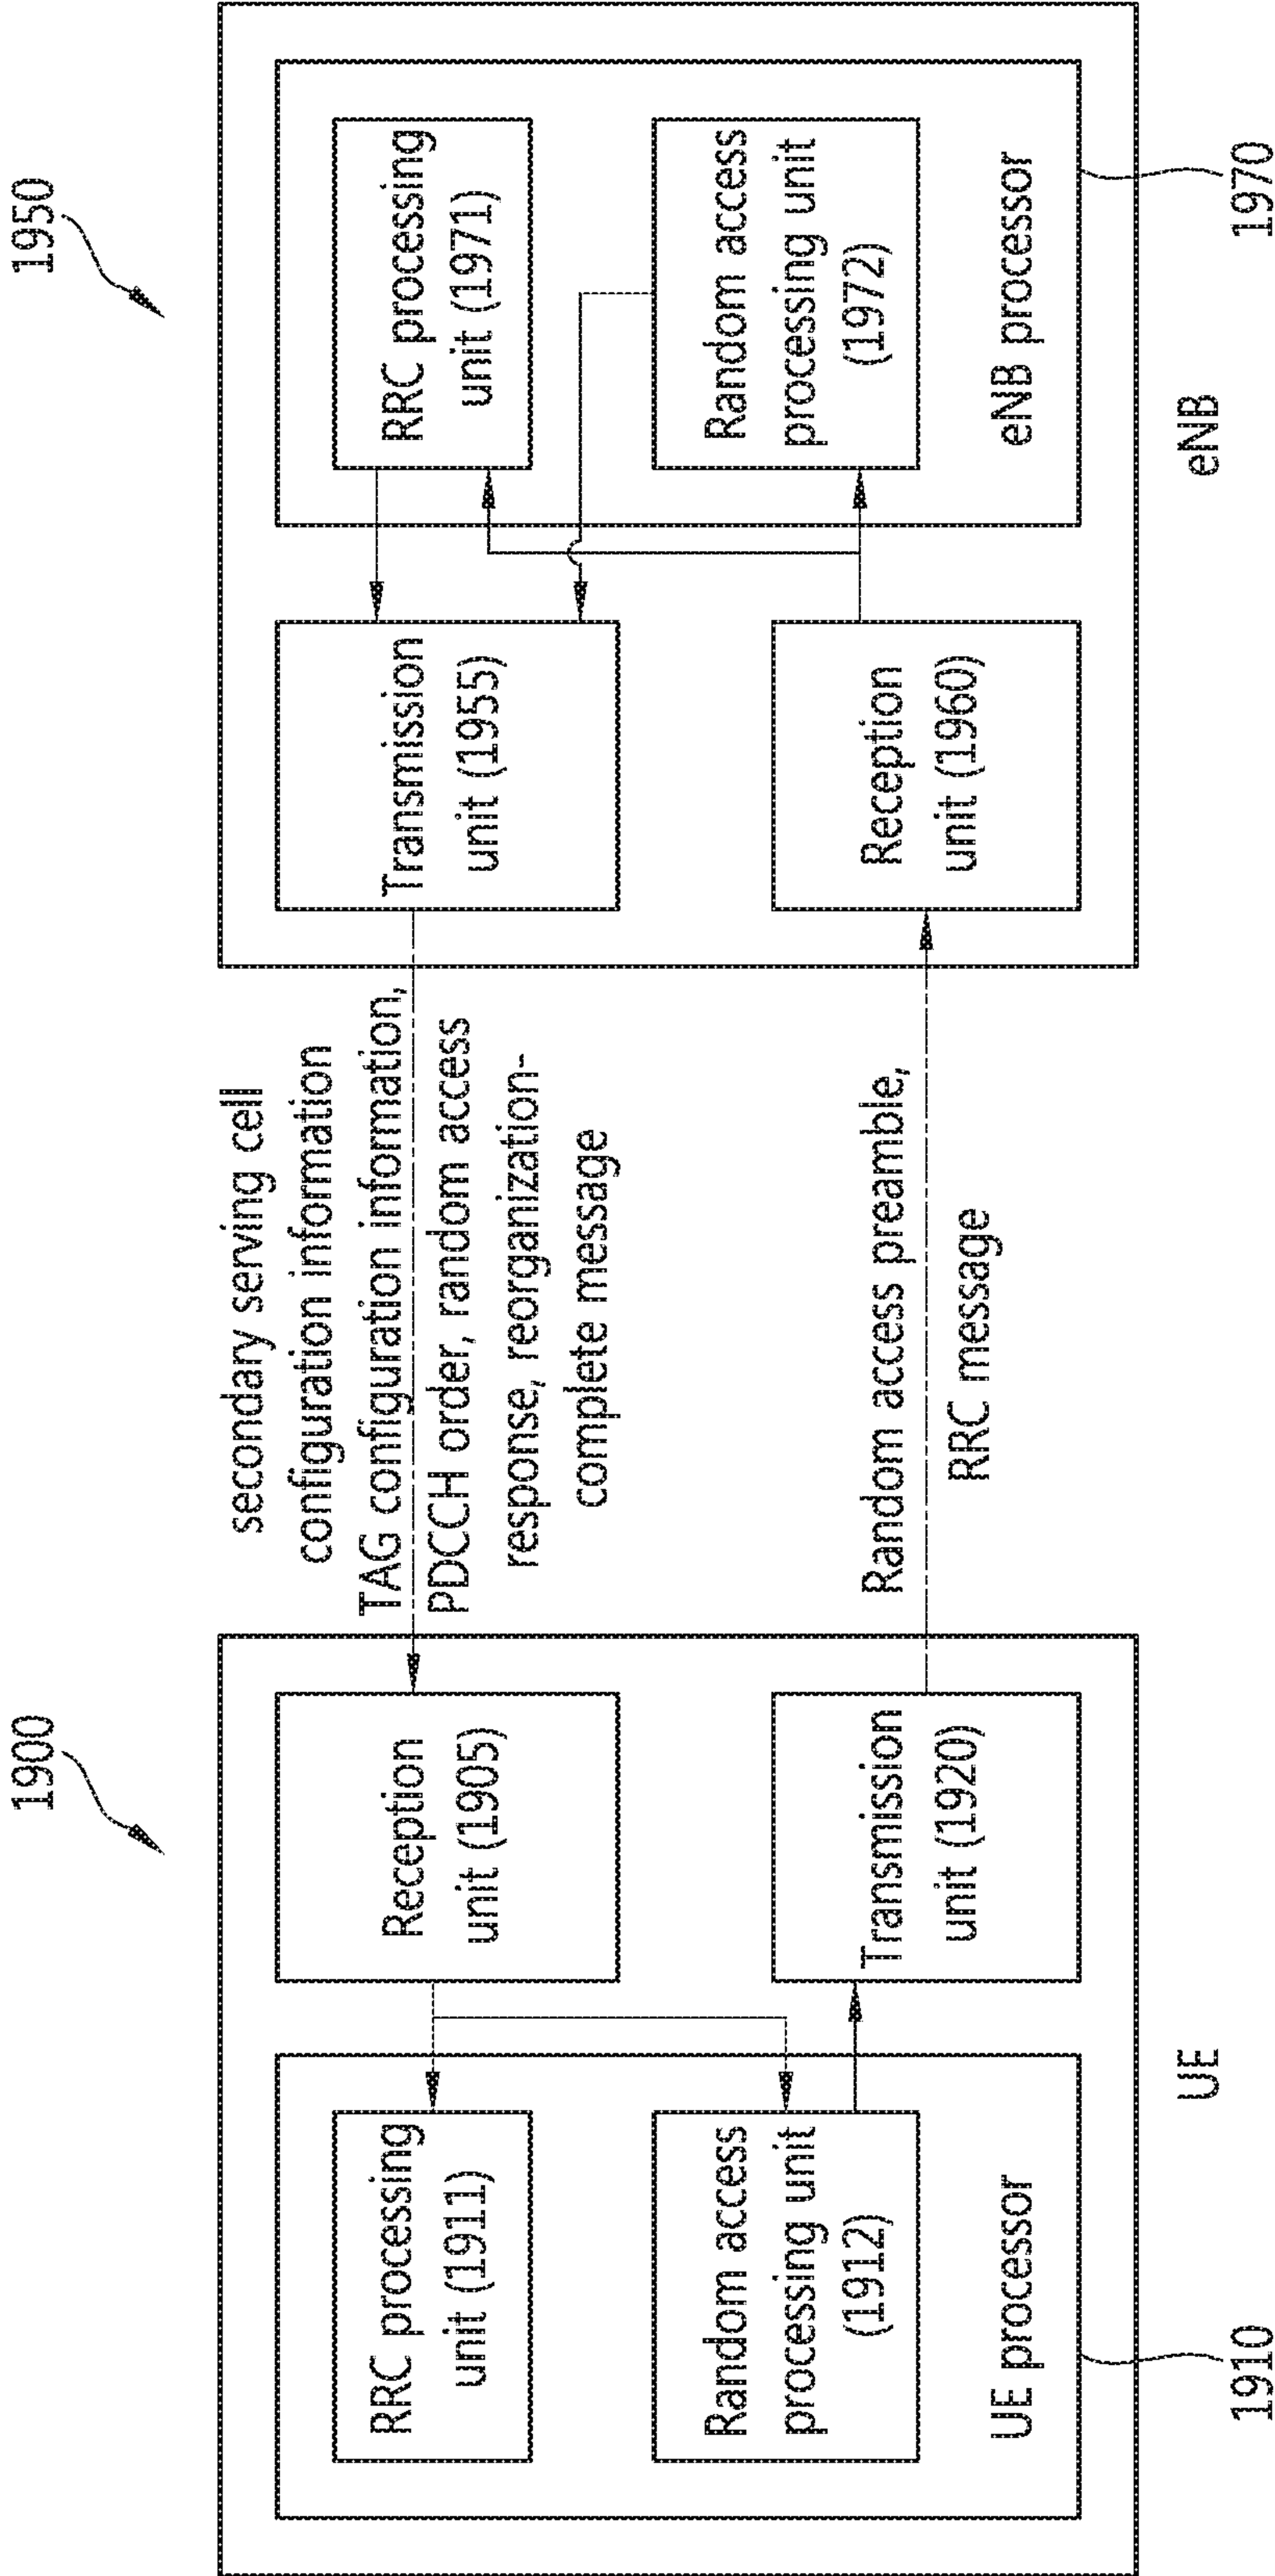 1900
1950
RRC processing
unit (1911)
Random access
processing unit
(1912)
UE processor
1910
Reception
unit (1905)
Transmission
unit (1920)
UE
secondary serving cell
configuration information
TAG configuration information,
PDCCH order, random access
response, reorganization-
complete message
Random access preamble,
RRC message
Transmission
unit (1955)
Reception
unit (1960)
RRC processing
unit (1971)
Random access
processing unit
(1972)
eNB processor
1970
eNB